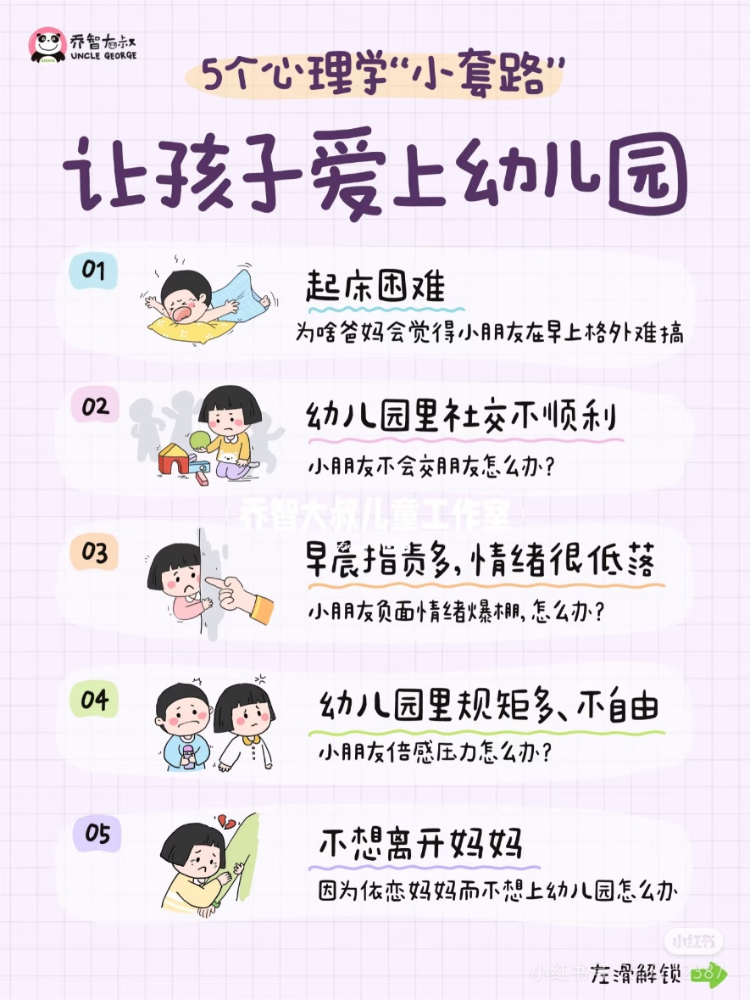 乔智大叔
UNCLE GEORGE
GEORGE
5个心理学“小套路”
让孩子爱上幼儿园
01
起床困难
为啥爸妈会觉得小朋友在早上格外难搞
02
幼儿园里社交不顺利
小朋友不会交朋友怎么办?
乔智大叔儿童工作室
03
早晨指责多,情绪很低落
小朋友负面情绪爆棚,怎么办?
04
幼儿园里规矩多、不自由
小朋友倍感压力怎么办?
05
不想离开妈妈
因为依恋妈妈而不想上幼儿园怎么办
小红书
左滑解锁